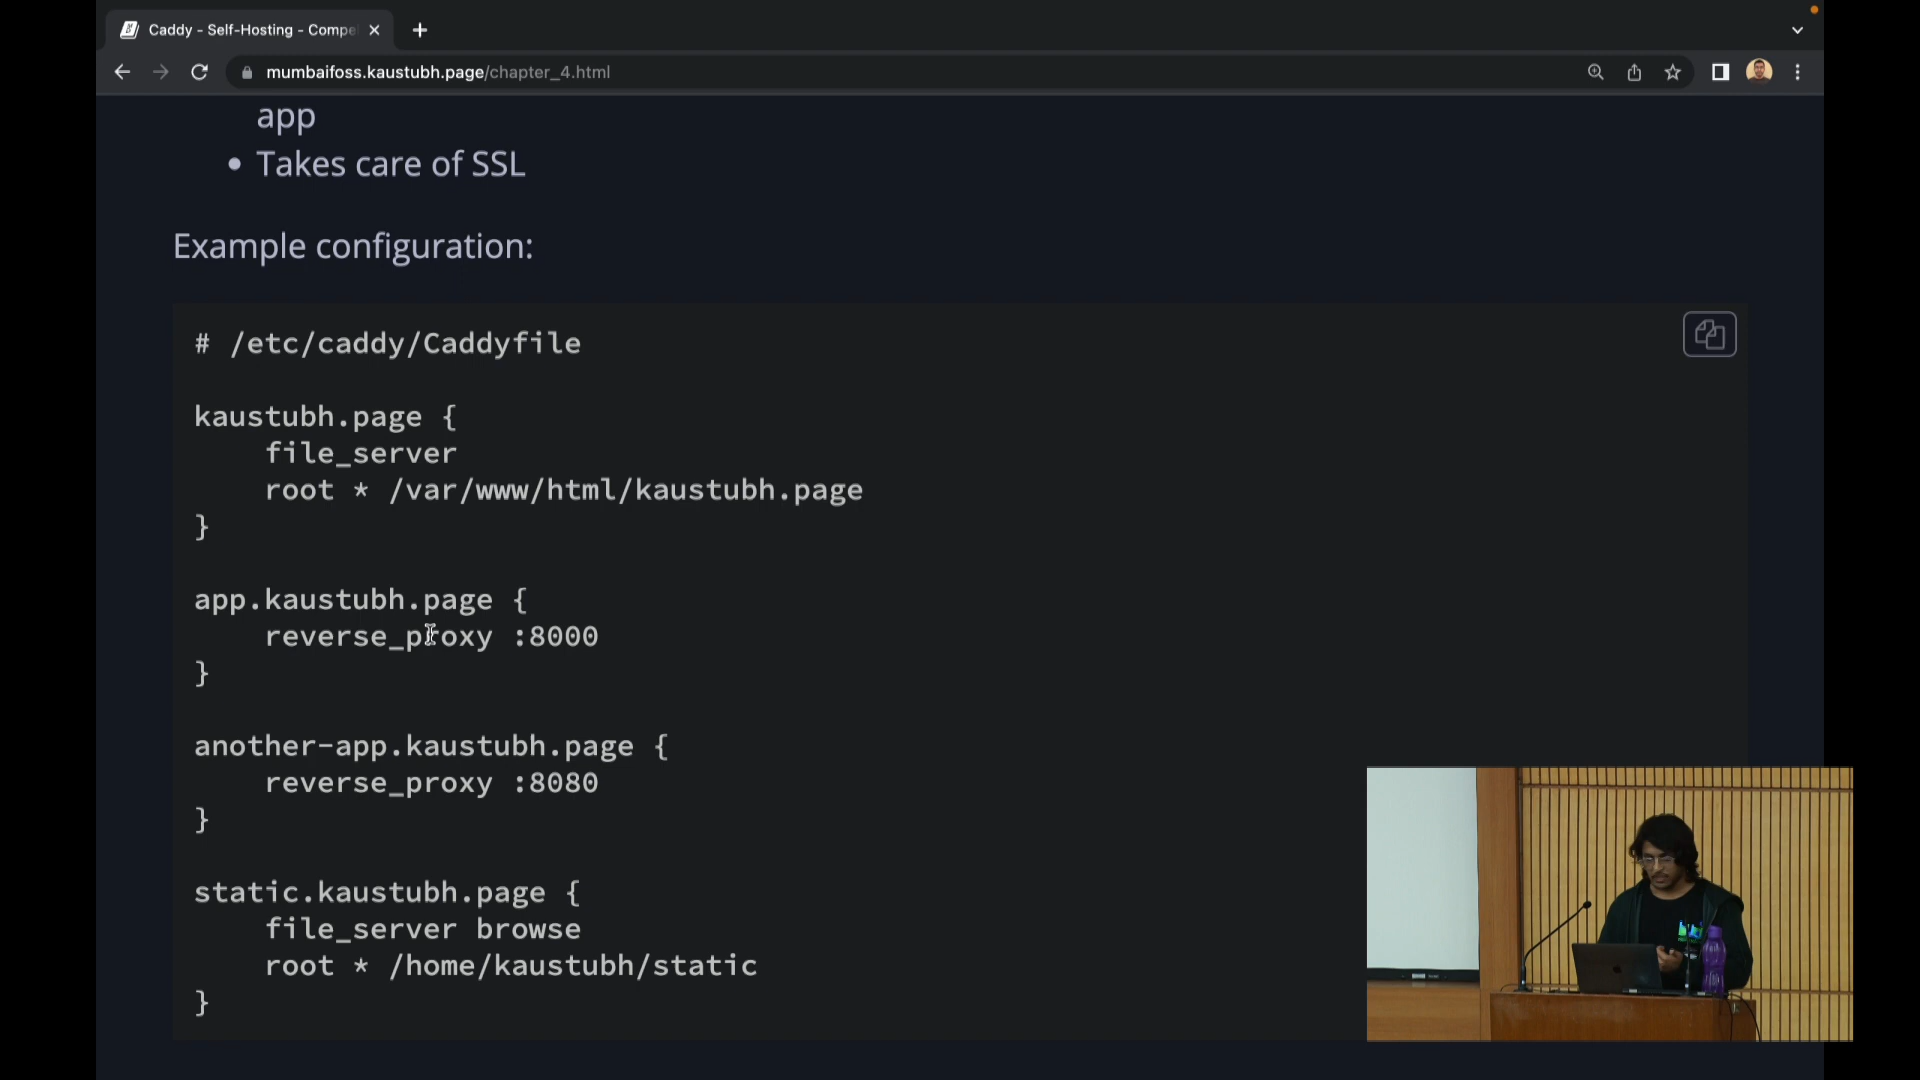 Caddy - Self-Hosting - Compe
mumbaifoss.kaustubh.page/chapter_4.html
app
• Takes care of SSL
Example configuration:
# /etc/caddy/Caddyfile
kaustubh.page {
file_server
root * /var/www/html/kaustubh.page
}
app.kaustubh.page {
reverse_proxy :8000
}
another-app.kaustubh.page {
reverse_proxy :8080
}
static.kaustubh.page {
file_server browse
root * /home/kaustubh/static
}